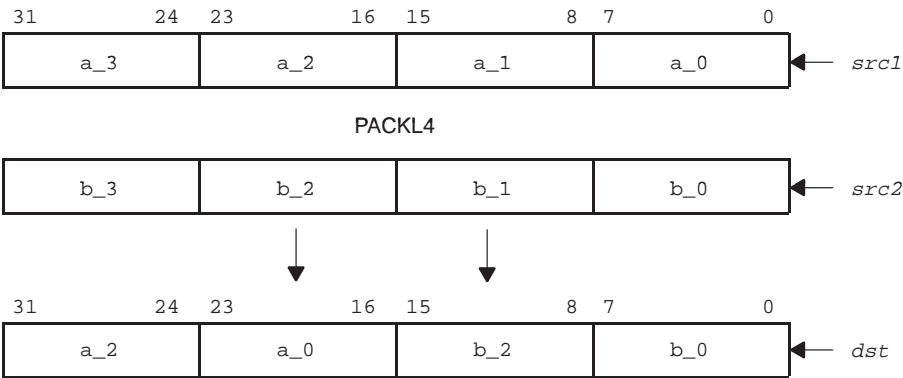 31 24 23 16 15 8 7 0
a_3 a_2 a_1 a_0 src1
PACKL4
b_3 b_2 b_1 b_0 src2
31 24 23 16 15 8 7 0
a_2 a_0 b_2 b_0 dst